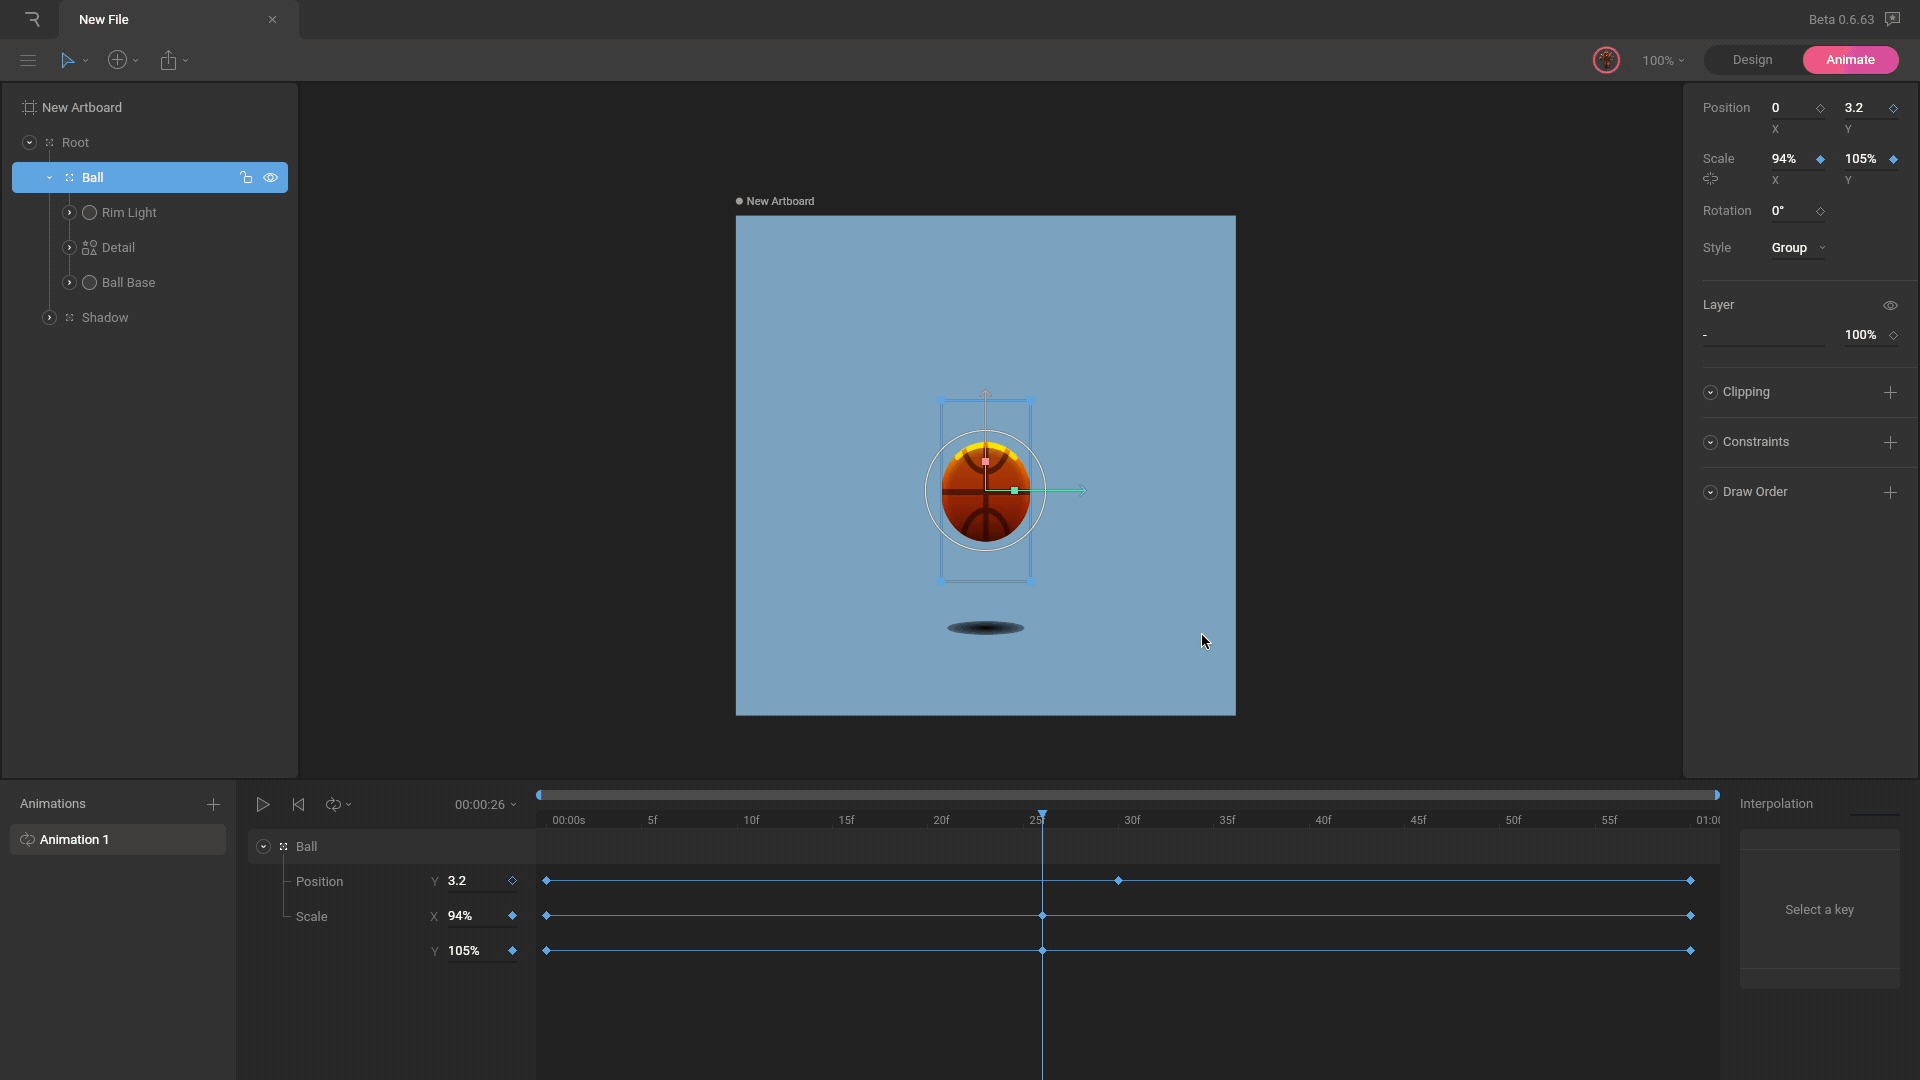 New File
Beta 0.6.63
100%
Design
Animate
New Artboard
Root
Ball
Rim Light
Detail
Ball Base
Shadow
New Artboard
Position 0 3.2
X Y
Scale 94% 105%
X Y
Rotation 0°
Style Group
Layer
- 100%
Clipping
Constraints
Draw Order
Animations
Animation 1
00:00:26
00:00s 5f 10f 15f 20f 25f 30f 35f 40f 45f 50f 55f 01:00
Ball
Position Y 3.2
Scale X 94%
Y 105%
Interpolation
Select a key